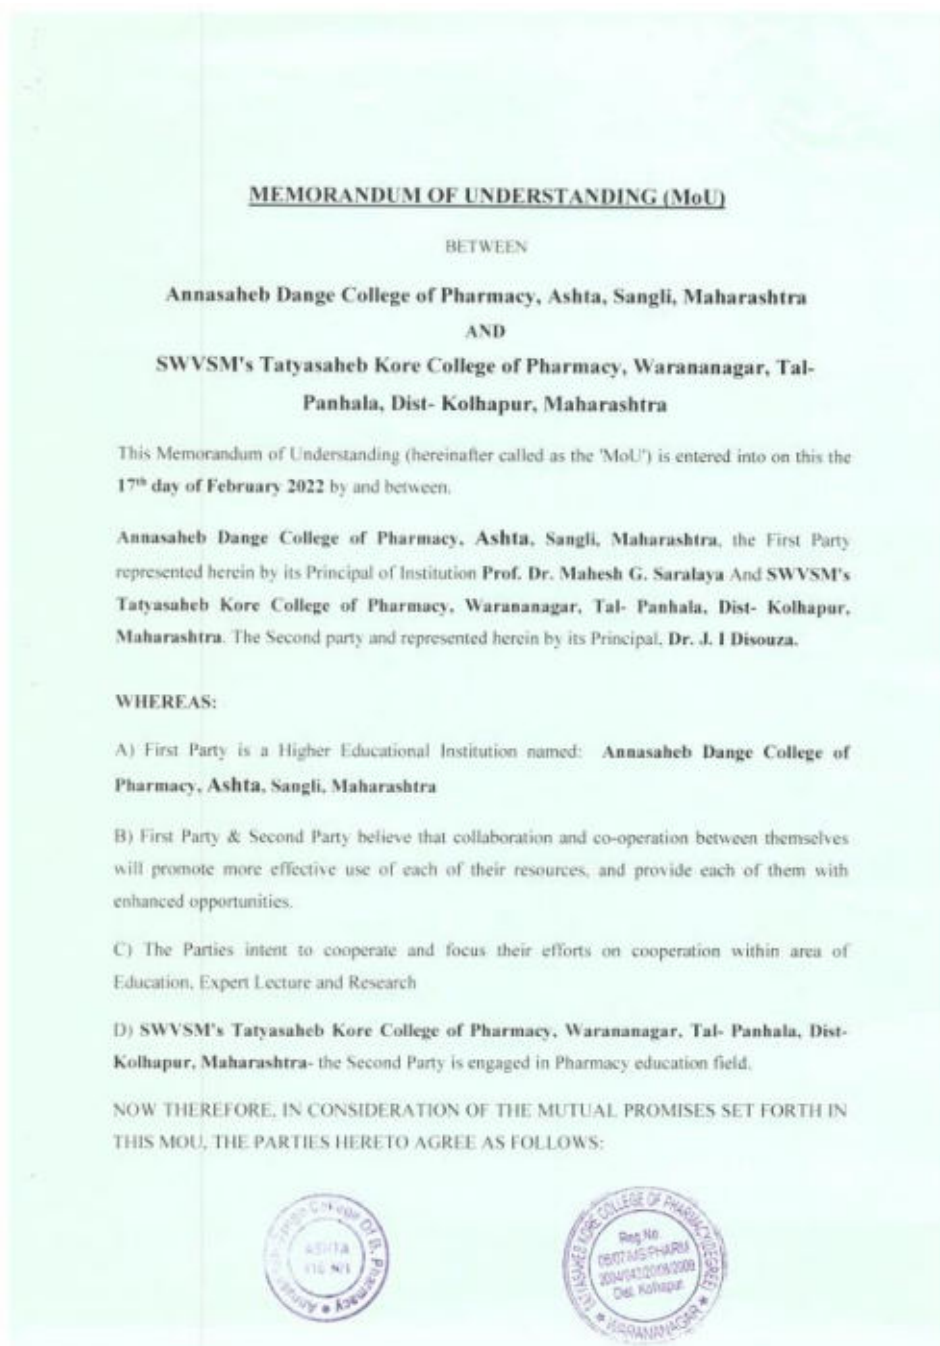 MEMORANDUM OF UNDERSTANDING (MoU)
BETWEEN
Annasaheb Dange College of Pharmacy, Ashta, Sangli, Maharashtra
AND
SWVSM's Tatyasaheb Kore College of Pharmacy, Warananagar, Tal-
Panhala, Dist- Kolhapur, Maharashtra
This Memorandum of Understanding (hereinafter called as the 'MoU') is entered into on this the
17th day of February 2022 by and between,
Annasaheb Dange College of Pharmacy, Ashta, Sangli, Maharashtra, the First Party
represented herein by its Principal of Institution Prof. Dr. Mahesh G. Saralaya And SWVSM's
Tatyasaheb Kore College of Pharmacy, Warananagar, Tal- Panhala, Dist- Kolhapur,
Maharashtra. The Second party and represented herein by its Principal, Dr. J. I Disouza.
WHEREAS:
A) First Party is a Higher Educational Institution named: Annasaheb Dange College of
Pharmacy, Ashta, Sangli, Maharashtra
B) First Party & Second Party believe that collaboration and co-operation between themselves
will promote more effective use of each of their resources, and provide each of them with
enhanced opportunities.
C) The Parties intent to cooperate and focus their efforts on cooperation within area of
Education, Expert Lecture and Research
D) SWVSM's Tatyasaheb Kore College of Pharmacy, Warananagar, Tal- Panhala, Dist-
Kolhapur, Maharashtra- the Second Party is engaged in Pharmacy education field.
NOW THEREFORE, IN CONSIDERATION OF THE MUTUAL PROMISES SET FORTH IN
THIS MOU, THE PARTIES HERETO AGREE AS FOLLOWS:
College Of B. Pharmacy
ASHTA
TATYASAHEB KORE COLLEGE OF PHARMACY(DEGREE)
Reg.No.
Dist. Kolhapur
WARANANAGAR